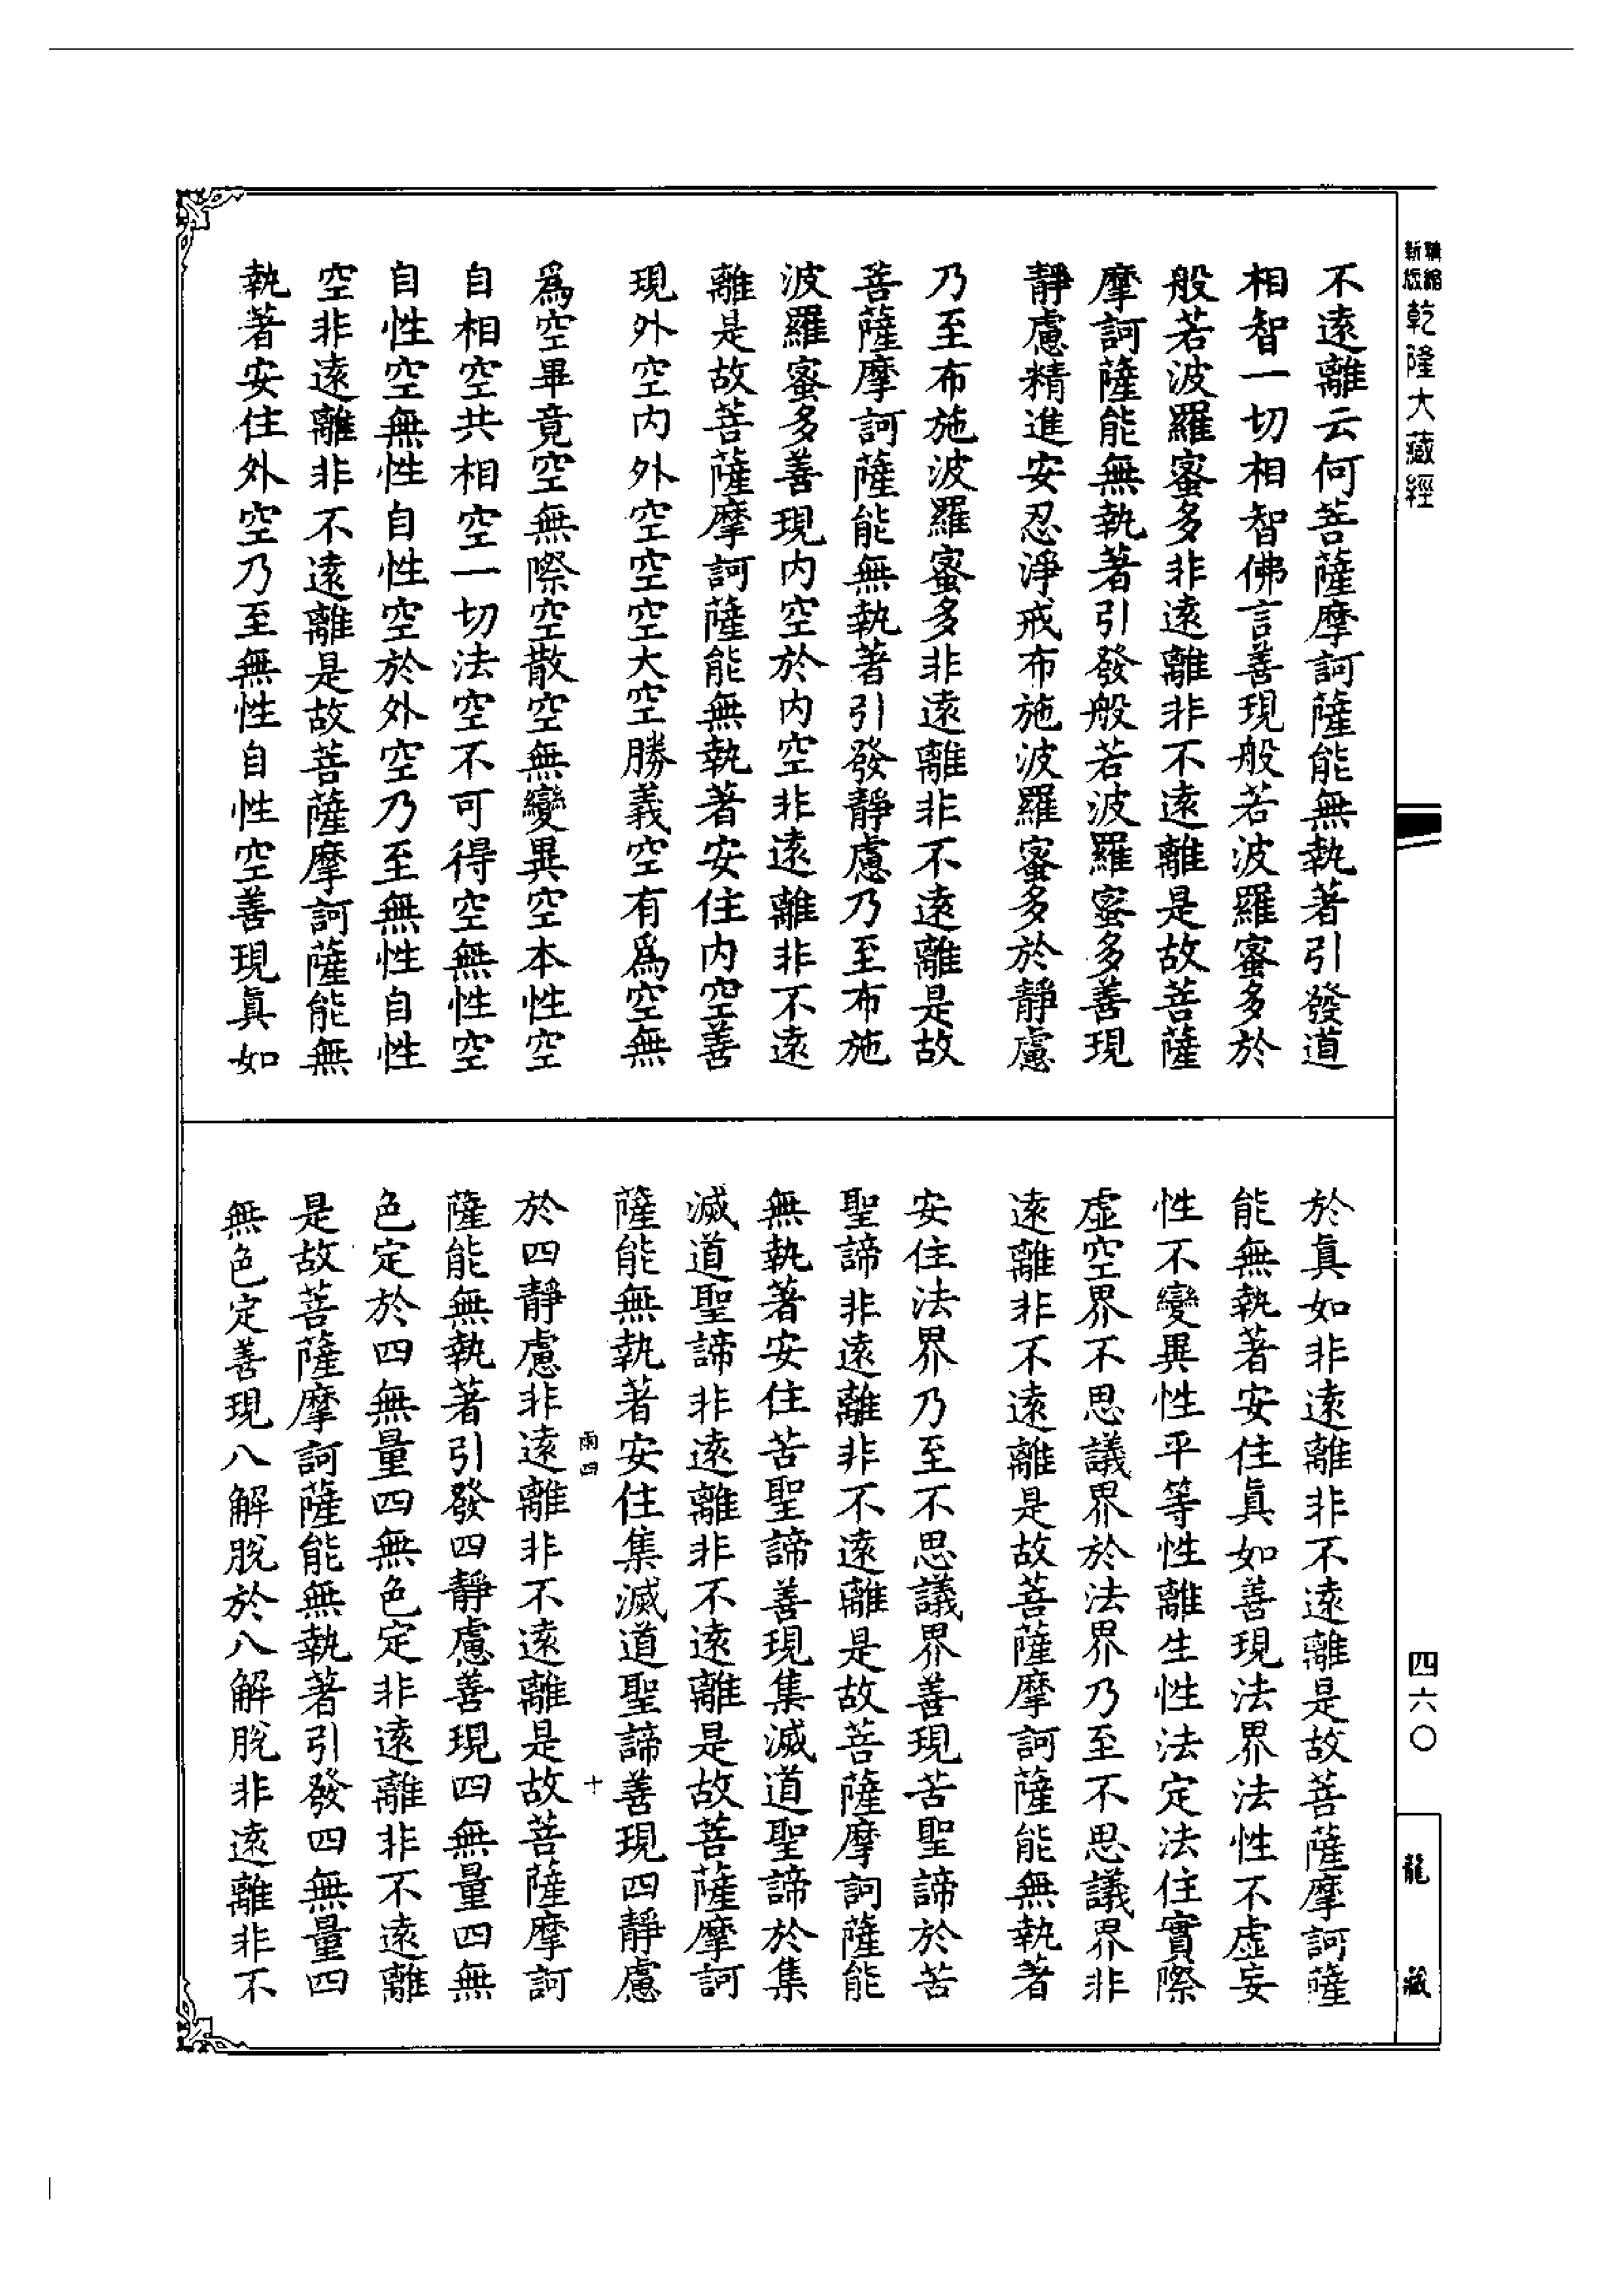 新版精縮乾隆大藏經
不遠離云何菩薩摩訶薩能無執著引發道
相智一切相智佛言善現般若波羅蜜多於
般若波羅蜜多非遠離非不遠離是故菩薩
摩訶薩能無執著引發般若波羅蜜多善現
靜慮精進安忍淨戒布施波羅蜜多於靜慮
乃至布施波羅蜜多非遠離非不遠離是故
菩薩摩訶薩能無執著引發靜慮乃至布施
波羅蜜多善現內空於內空非遠離非不遠
離是故菩薩摩訶薩能無執著安住內空善
現外空內外空空空大空勝義空有為空無
為空畢竟空無際空散空無變異空本性空
自相空共相空一切法空不可得空無性空
自性空無性自性空於外空乃至無性自性
空非遠離非不遠離是故菩薩摩訶薩能無
執著安住外空乃至無性自性空善現真如
於真如非遠離非不遠離是故菩薩摩訶薩
能無執著安住真如善現法界法性不虛妄
性不變異性平等性離生性法定法住實際
虛空界不思議界於法界乃至不思議界非
遠離非不遠離是故菩薩摩訶薩能無執著
安住法界乃至不思議界善現苦聖諦於苦
聖諦非遠離非不遠離是故菩薩摩訶薩能
無執著安住苦聖諦善現集滅道聖諦於集
滅道聖諦非遠離非不遠離是故菩薩摩訶
薩能無執著安住集滅道聖諦善現四靜慮
雨四 十
於四靜慮非遠離非不遠離是故菩薩摩訶
薩能無執著引發四靜慮善現四無量四無
色定於四無量四無色定非遠離非不遠離
是故菩薩摩訶薩能無執著引發四無量四
無色定善現八解脫於八解脫非遠離非不
四六〇
龍藏